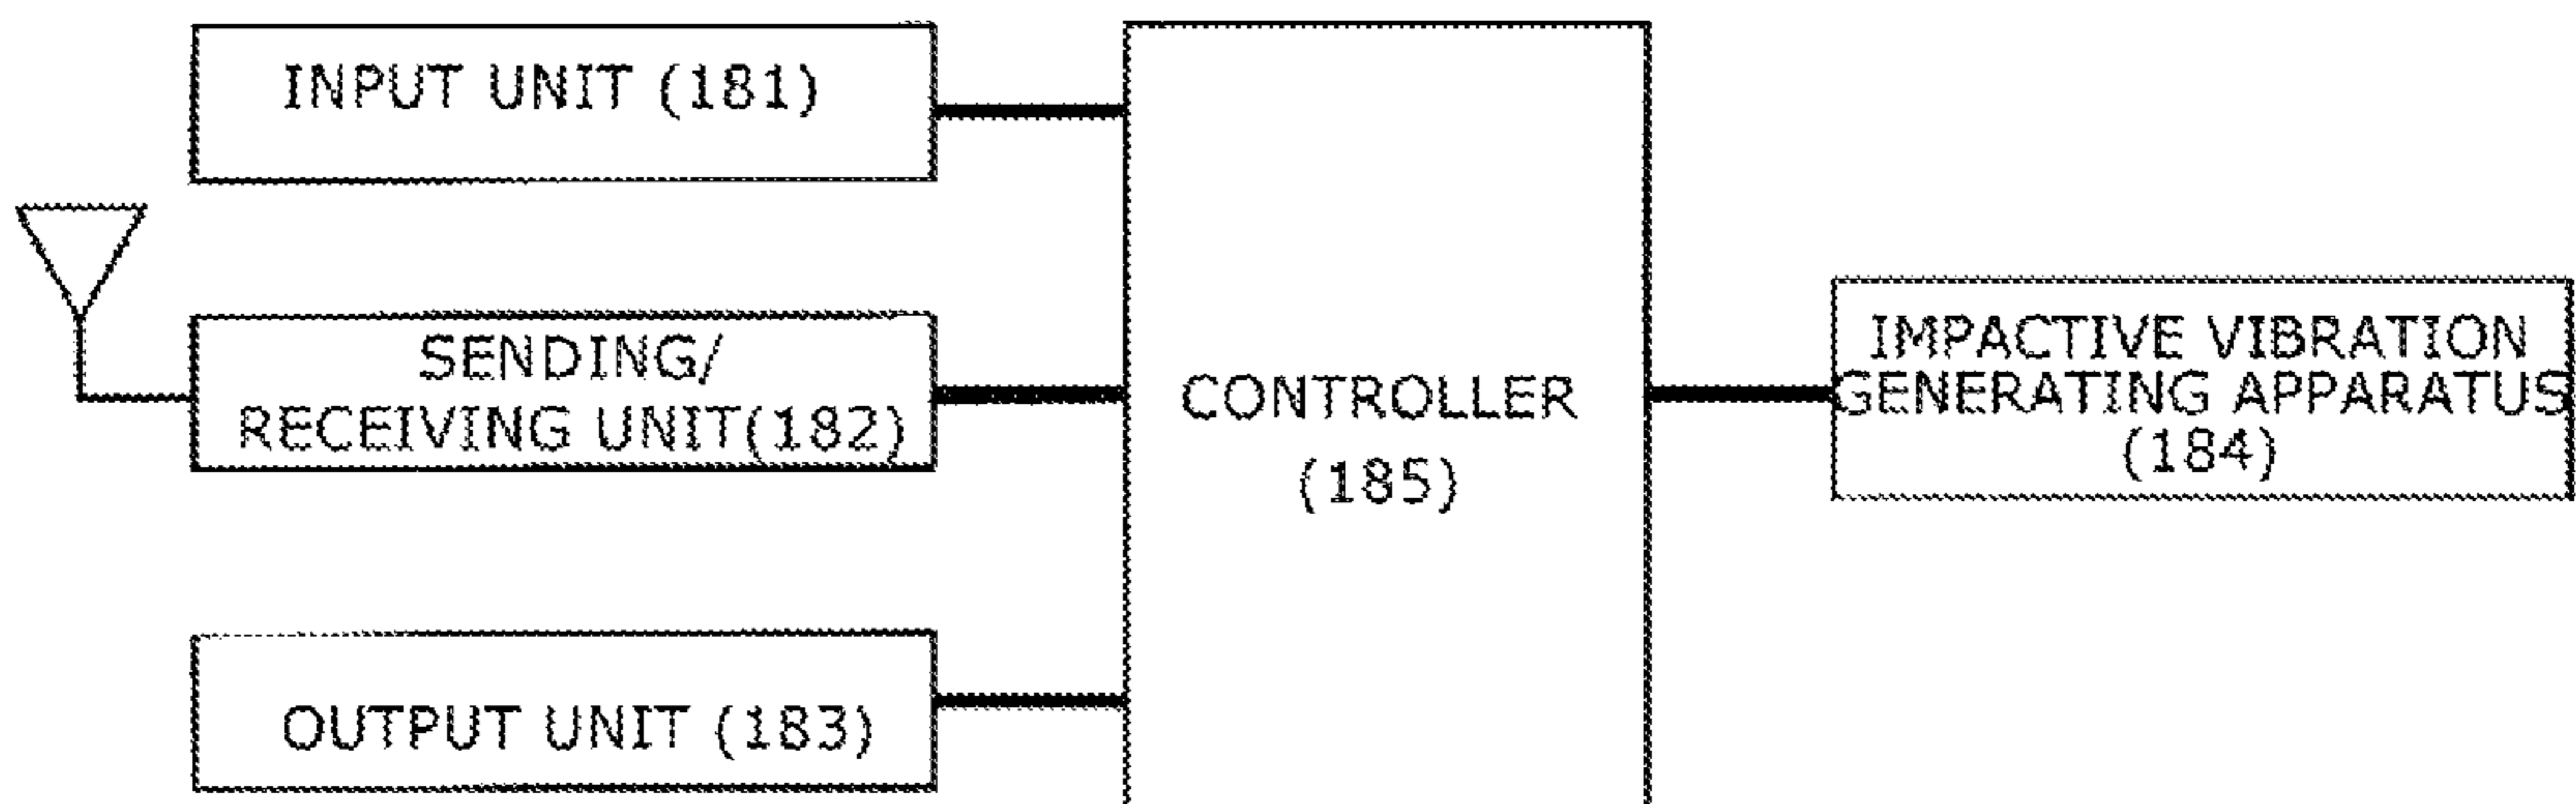 INPUT UNIT (181)
SENDING/
RECEIVING UNIT(182)
OUTPUT UNIT (183)
CONTROLLER
(185)
IMPACTIVE VIBRATION
GENERATING APPARATUS
(184)